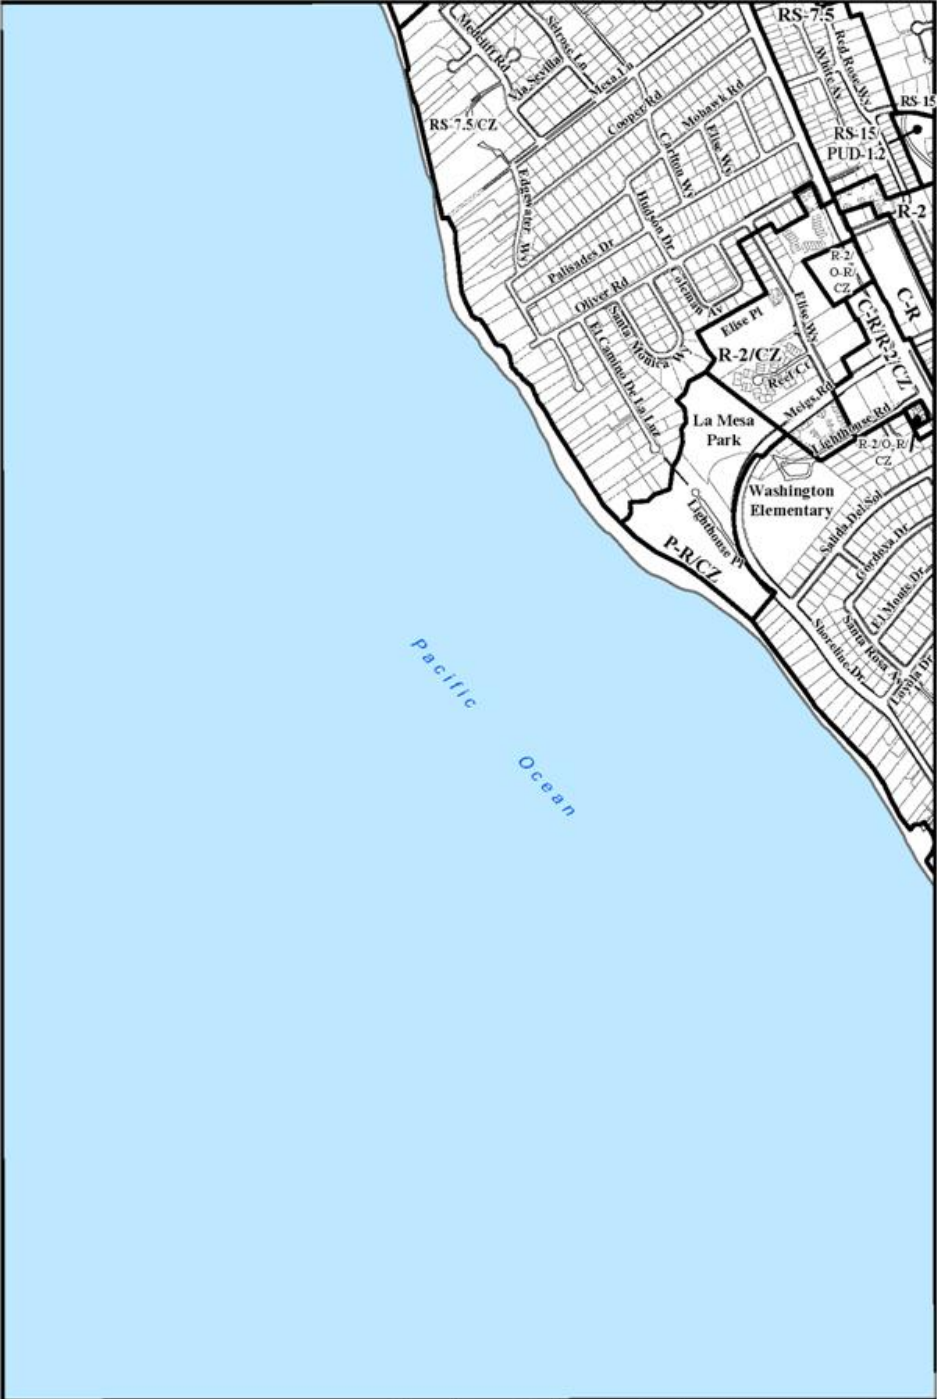 RS-7.5
Medcliff Rd
Selrose Ln
Red Rose Wy
White Av
Via Sevilla
Mesa Ln
RS-15
RS-7.5/CZ
Cooper Rd
Mohawk Rd
RS-15/
PUD-1.2
Carlton Wy
Elise Wy
Edgewater Wy
Hudson Dr
R-2
Palisades Dr
R-2/
O-R/
CZ
Oliver Rd
Coleman Av
Elise Wy
C-R
C-R/R-2/CZ
Elise Pl
Santa Monica Wy
El Camino De La Luz
R-2/CZ
Reef Ct
Meigs Rd
La Mesa
Park
Lighthouse Rd
R-2/O-R/
CZ
Washington
Elementary
Lighthouse Pl
Salida Del Sol
Cordova Dr
P-R/CZ
El Monte Dr
Shoreline Dr
Santa Rosa Av
Loyola Dr
Pacific
Ocean